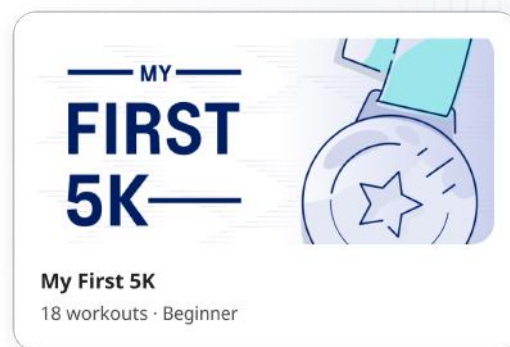 MY
FIRST
5K
My First 5K
18 workouts · Beginner